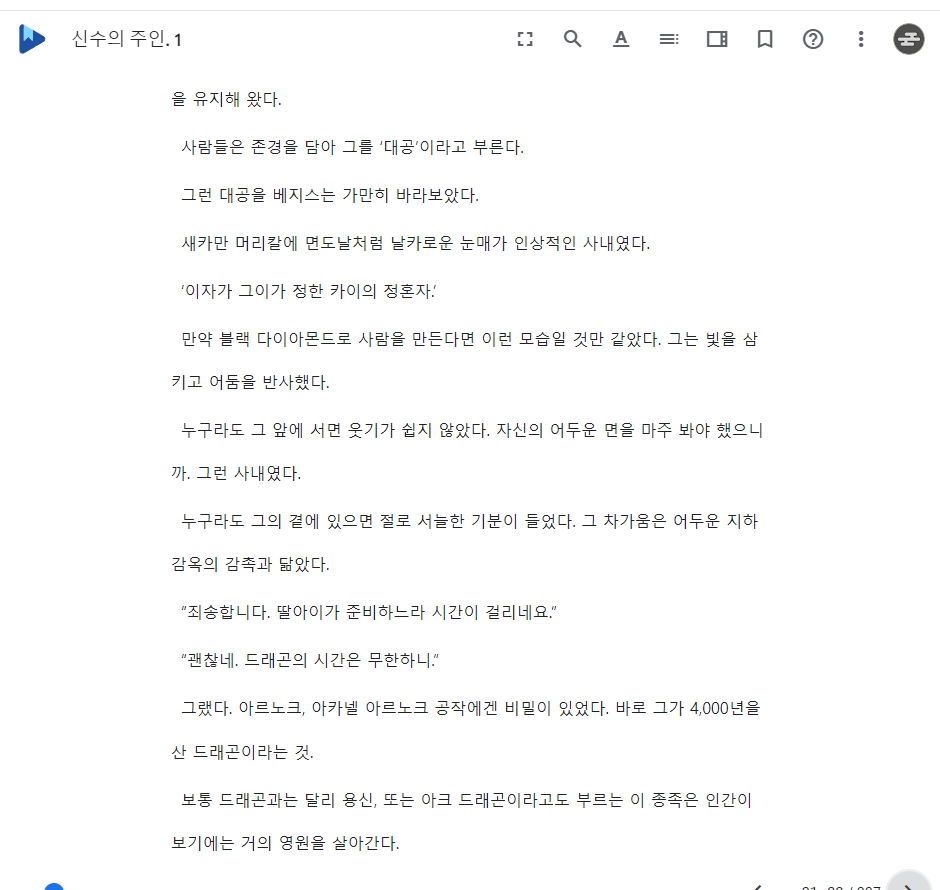 신수의 주인. 1
을 유지해 왔다.
사람들은 존경을 담아 그를 ‘대공’이라고 부른다.
그런 대공을 베지스는 가만히 바라보았다.
새카만 머리칼에 면도날처럼 날카로운 눈매가 인상적인 사내였다.
‘이자가 그이가 정한 카이의 정혼자.’
만약 블랙 다이아몬드로 사람을 만든다면 이런 모습일 것만 같았다. 그는 빛을 삼
키고 어둠을 반사했다.
누구라도 그 앞에 서면 웃기가 쉽지 않았다. 자신의 어두운 면을 마주 봐야 했으니
까. 그런 사내였다.
누구라도 그의 곁에 있으면 절로 서늘한 기분이 들었다. 그 차가움은 어두운 지하
감옥의 감촉과 닮았다.
“죄송합니다. 딸아이가 준비하느라 시간이 걸리네요.”
“괜찮네. 드래곤의 시간은 무한하니.”
그랬다. 아르노크, 아카넬 아르노크 공작에겐 비밀이 있었다. 바로 그가 4,000년을
산 드래곤이라는 것.
보통 드래곤과는 달리 용신, 또는 아크 드래곤이라고도 부르는 이 종족은 인간이
보기에는 거의 영원을 살아간다.